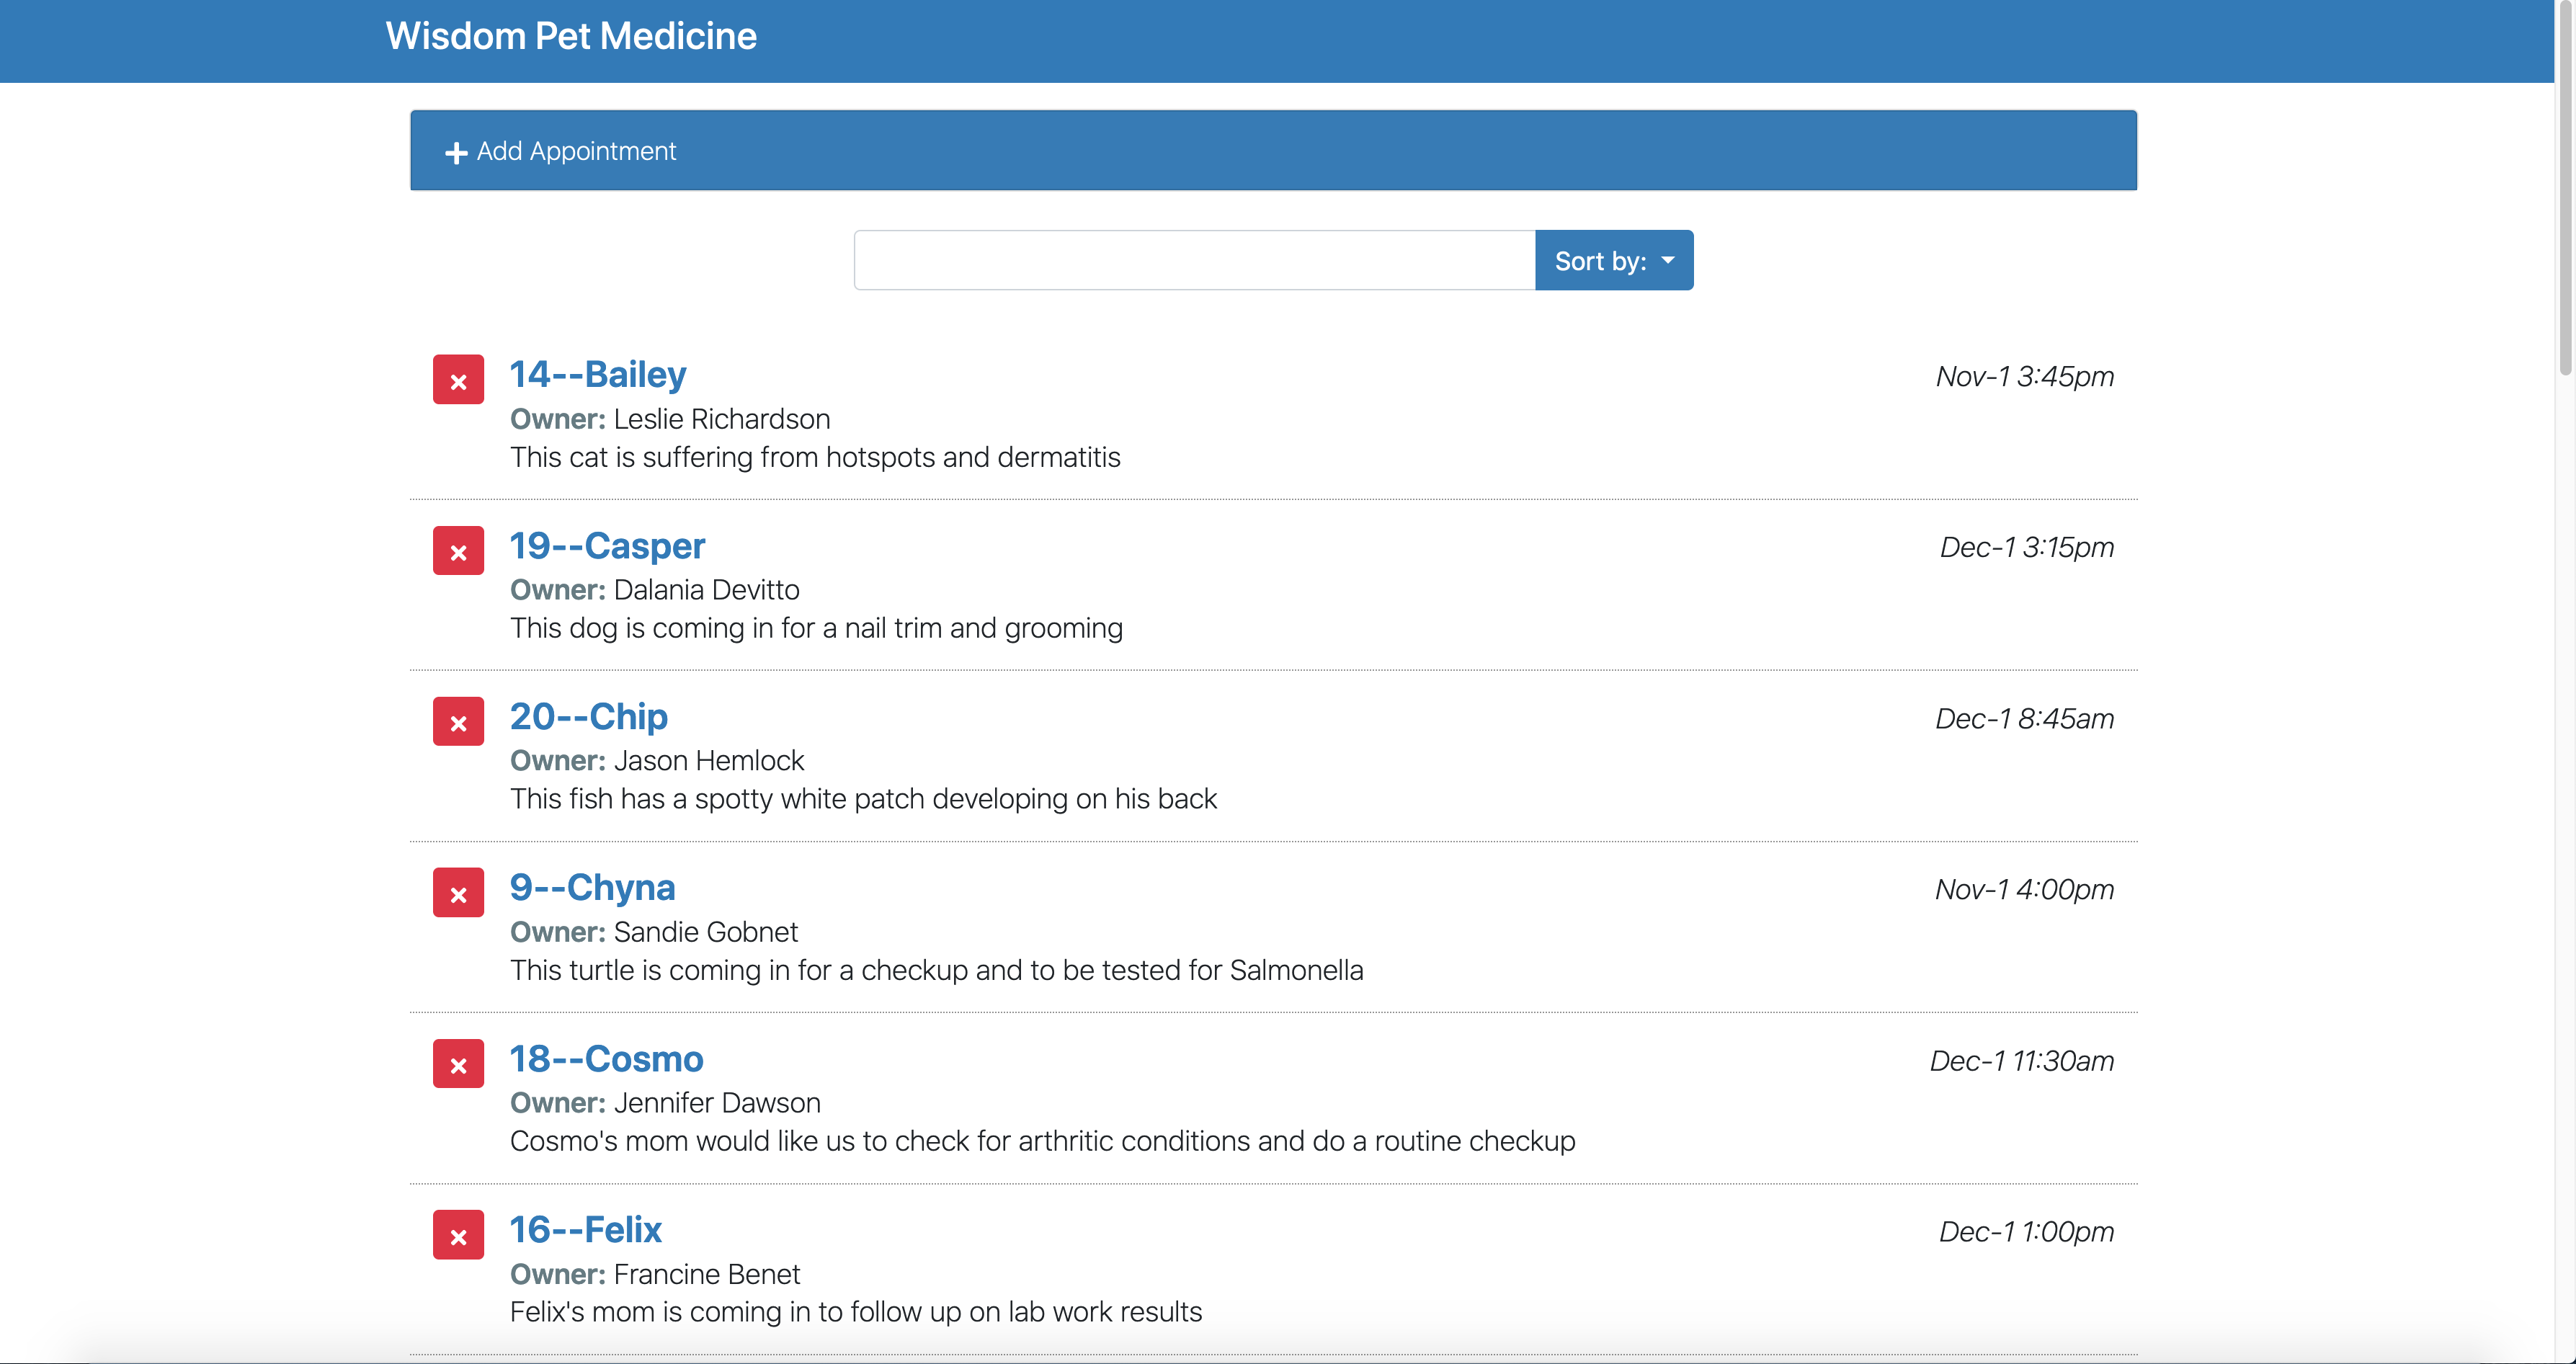 Wisdom Pet Medicine
Add Appointment
Sort by:
14--Bailey
Nov-1 3:45pm
Owner: Leslie Richardson
This cat is suffering from hotspots and dermatitis
19--Casper
Dec-1 3:15pm
Owner: Dalania Devitto
This dog is coming in for a nail trim and grooming
20--Chip
Dec-1 8:45am
Owner: Jason Hemlock
This fish has a spotty white patch developing on his back
9--Chyna
Nov-1 4:00pm
Owner: Sandie Gobnet
This turtle is coming in for a checkup and to be tested for Salmonella
18--Cosmo
Dec-1 11:30am
Owner: Jennifer Dawson
Cosmo's mom would like us to check for arthritic conditions and do a routine checkup
16--Felix
Dec-1 1:00pm
Owner: Francine Benet
Felix's mom is coming in to follow up on lab work results